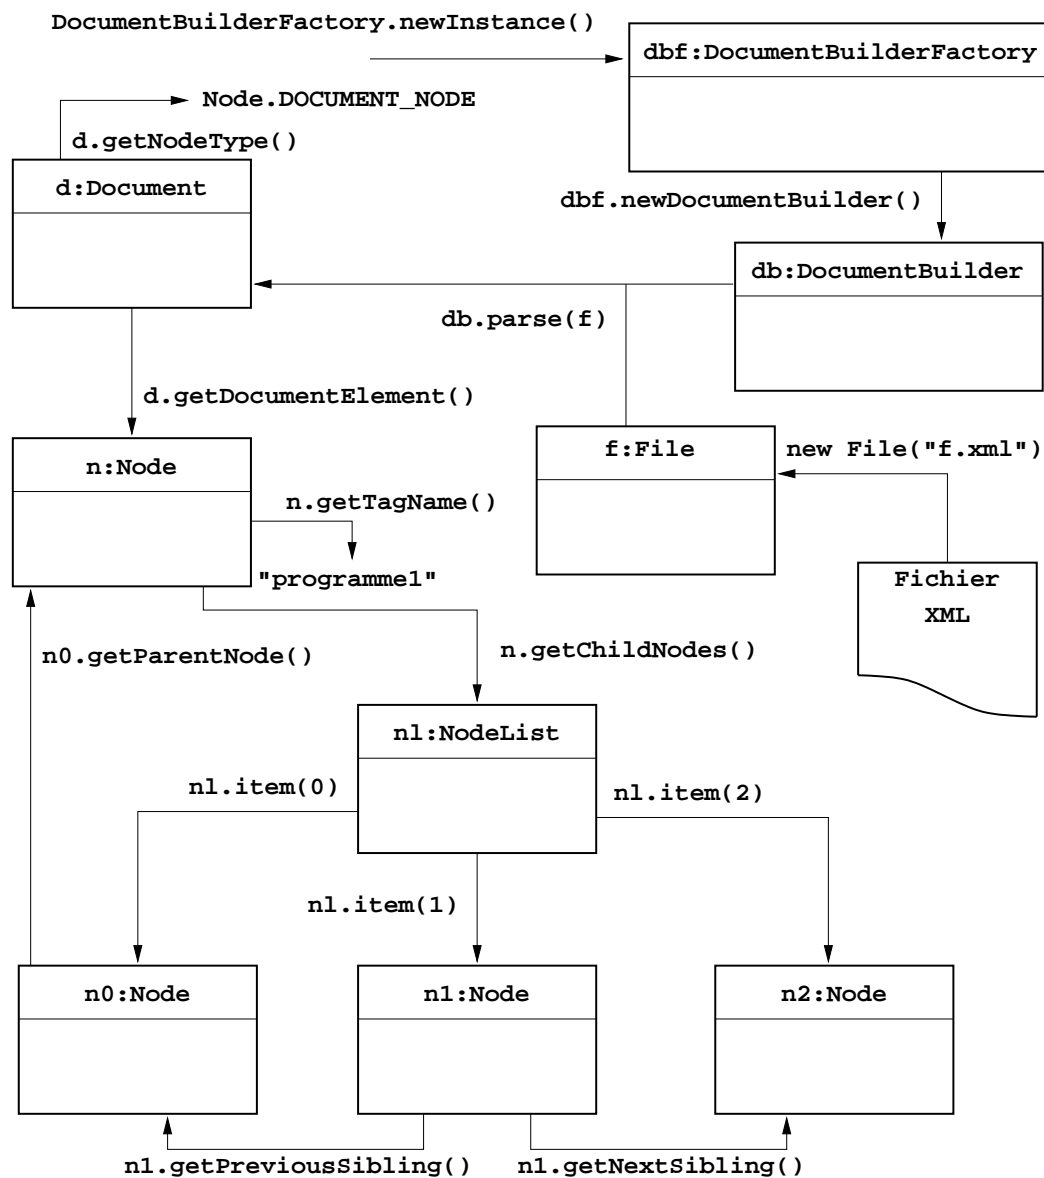 DocumentBuilderFactory.newInstance()
dbf:DocumentBuilderFactory
Node.DOCUMENT_NODE
d.getNodeType()
d:Document
dbf.newDocumentBuilder()
db:DocumentBuilder
db.parse(f)
d.getDocumentElement()
n:Node
f:File
new File("f.xml")
n.getTagName()
"programme1"
Fichier
XML
n0.getParentNode()
n.getChildNodes()
nl:NodeList
nl.item(0)
nl.item(2)
nl.item(1)
n0:Node
n1:Node
n2:Node
n1.getPreviousSibling()
n1.getNextSibling()